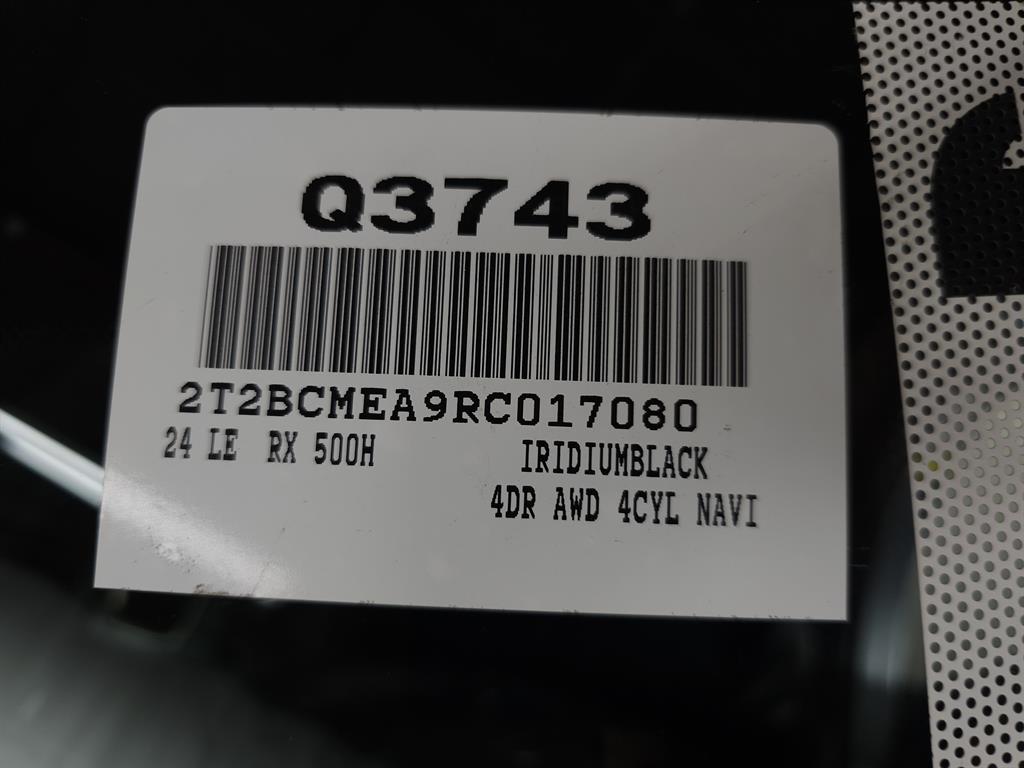 Q3743
2T2BCMEA9RC017080
24 LE RX 500H
IRIDIUMBLACK
4DR AWD 4CYL NAVI